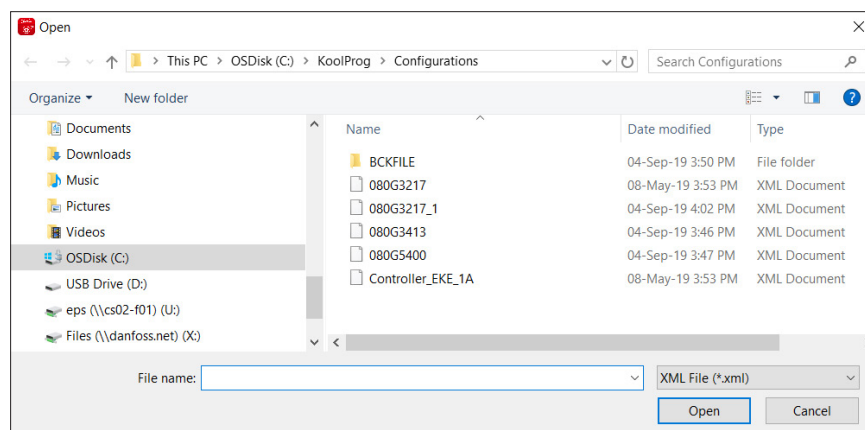 Open
This PC > OSDisk (C:) > KoolProg > Configurations
Search Configurations
Organize
New folder
Documents
Downloads
Music
Pictures
Videos
OSDisk (C:)
USB Drive (D:)
eps (\\cs02-f01) (U:)
Files (\\danfoss.net) (X:)
Name Date modified Type
BCKFILE 04-Sep-19 3:50 PM File folder
080G3217 08-May-19 3:53 PM XML Document
080G3217_1 04-Sep-19 4:02 PM XML Document
080G3413 04-Sep-19 3:46 PM XML Document
080G5400 04-Sep-19 3:47 PM XML Document
Controller_EKE_1A 08-May-19 3:53 PM XML Document
File name:
XML File (*.xml)
Open
Cancel